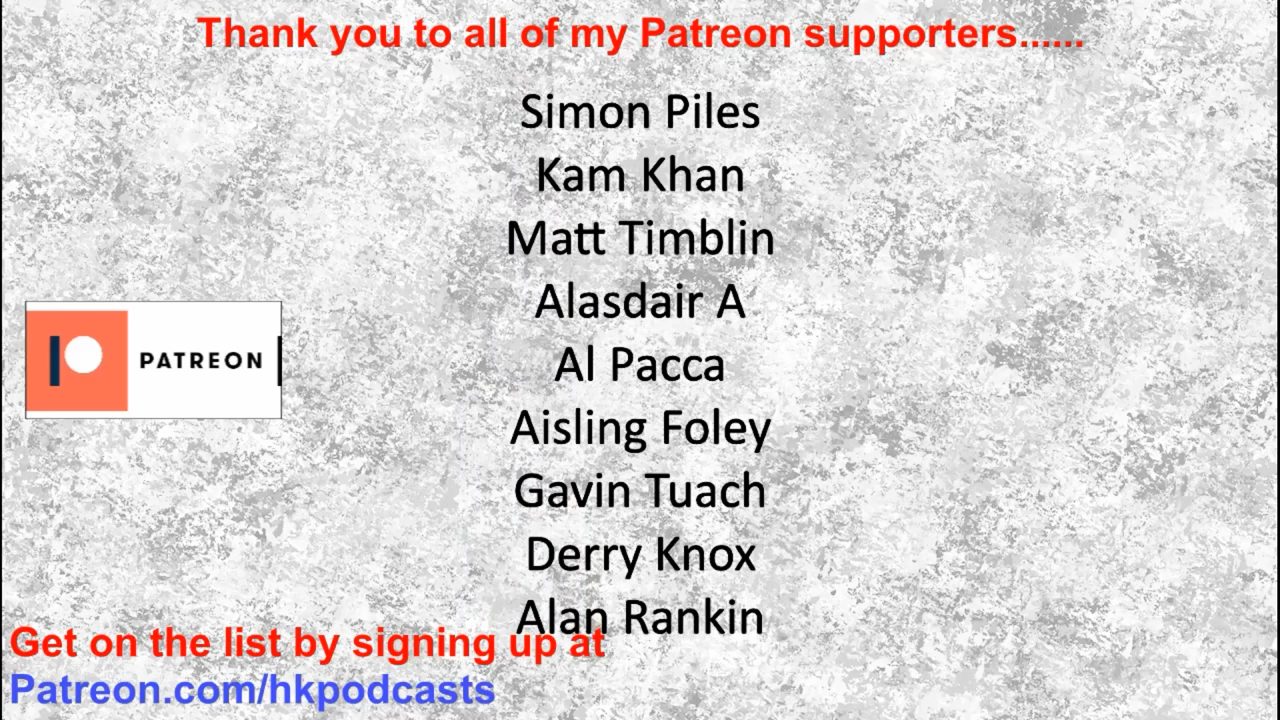 Thank you to all of my Patreon supporters......
Simon Piles
Kam Khan
Matt Timblin
Alasdair A
Al Pacca
PATREON
Aisling Foley
Gavin Tuach
Derry Knox
Alan Rankin
Get on the list by signing up at
Patreon.com/hkpodcasts